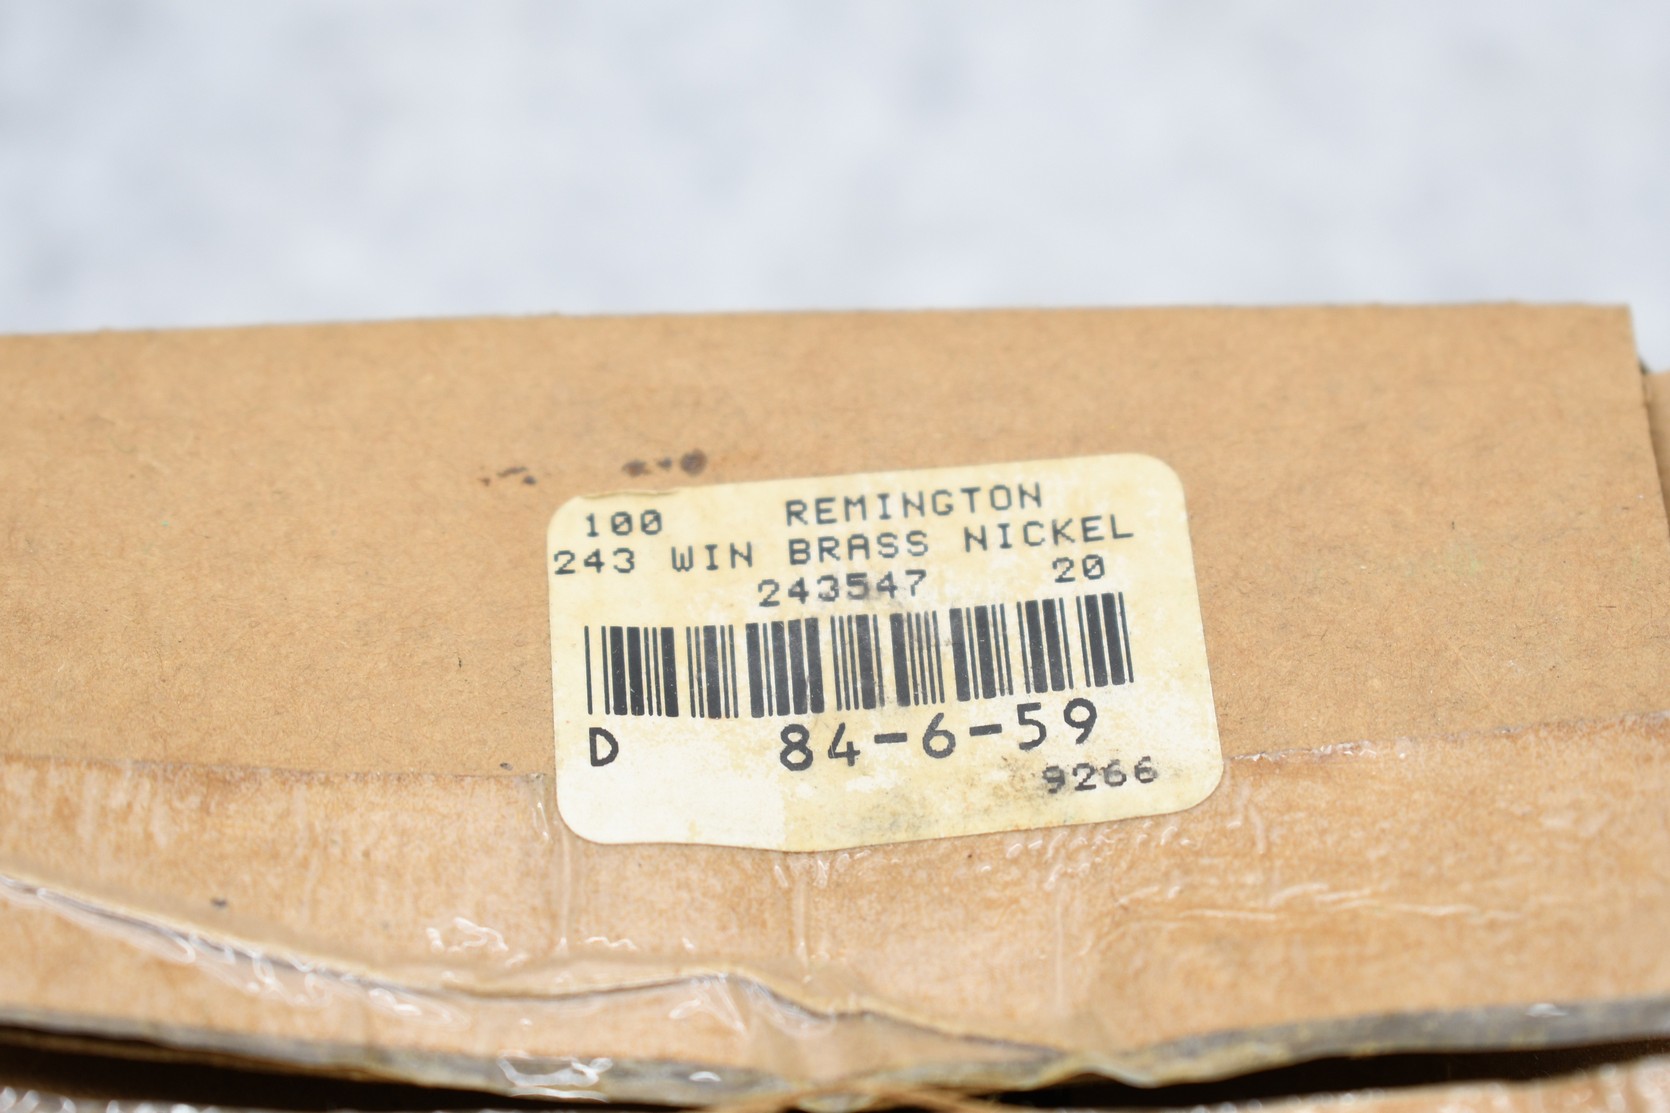 100 REMINGTON
243 WIN BRASS NICKEL
243547 20
D 84-6-59
9266